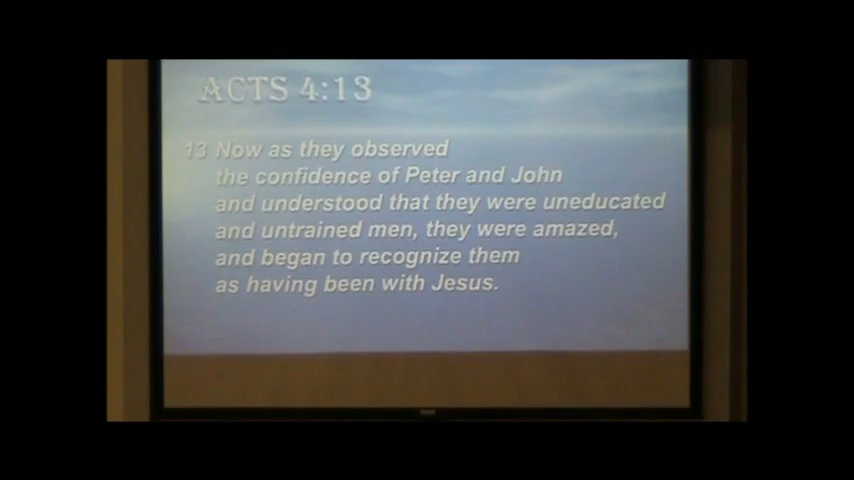 ACTS 4:13
13 Now as they observed
the confidence of Peter and John
and understood that they were uneducated
and untrained men, they were amazed,
and began to recognize them
as having been with Jesus.